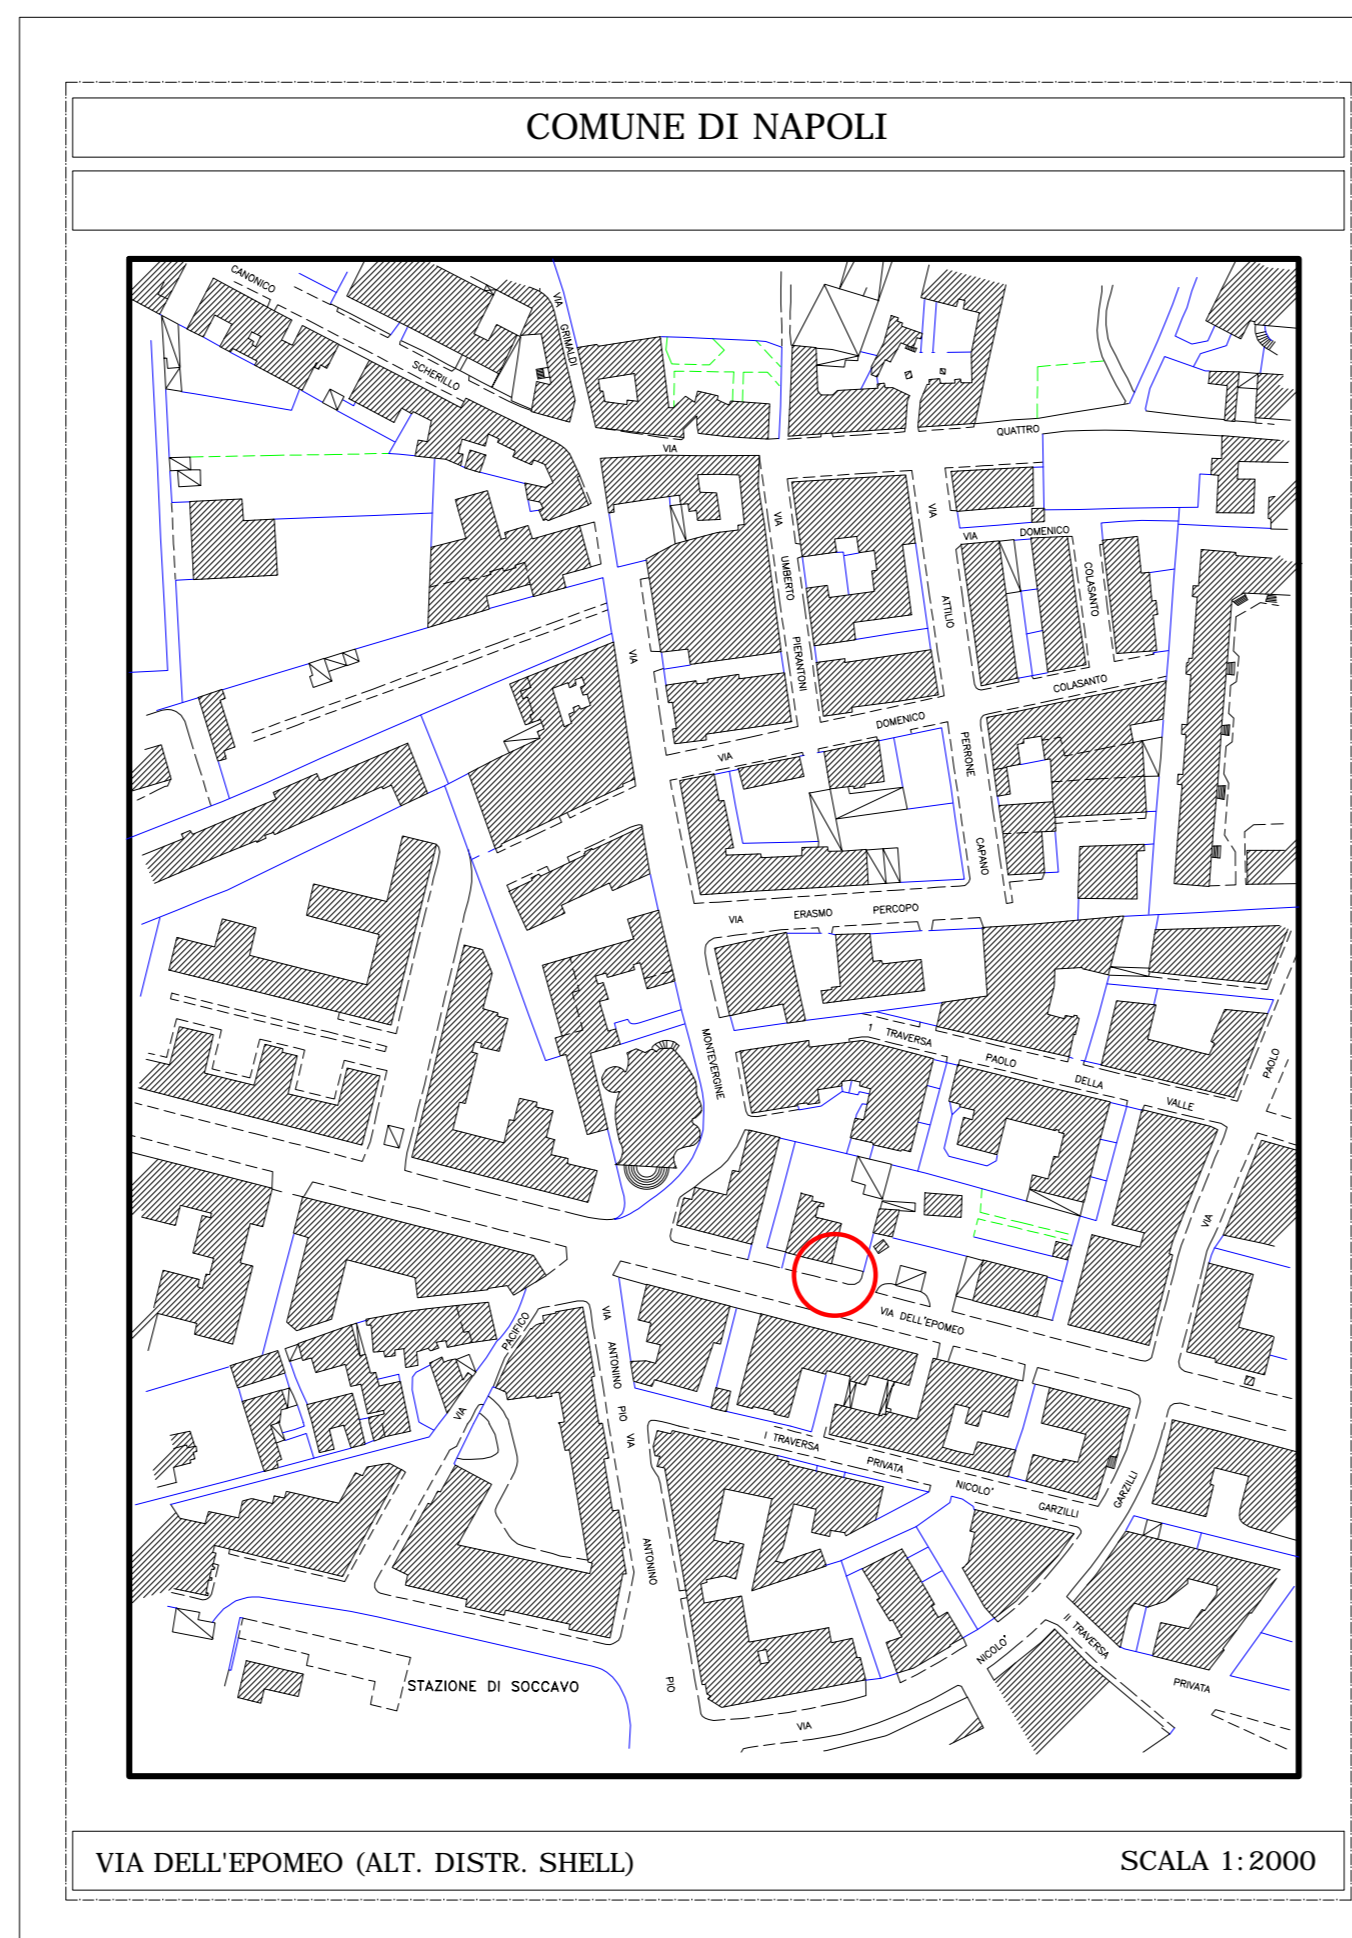 COMUNE DI NAPOLI
CANONICO
SCHERILLO
VIA
GRIMALDI
VIA
QUATTRO
VIA
UMBERTO
PIERANTONI
VIA
ATTILIO
PERRONE
CAPANO
VIA
DOMENICO
COLASANTO
COLASANTO
VIA
DOMENICO
VIA
MONTEVERGINE
VIA
ERASMO
PERCOPO
1 TRAVERSA
PAOLO
DELLA
VALLE
PAOLO
VIA
VIA DELL'EPOMEO
PACIFICO
VIA
VIA
ANTONINO
PIO
VIA
ANTONINO
PIO
I TRAVERSA
PRIVATA
NICOLO'
GARZILLI
GARZILLI
NICOLO'
VIA
II TRAVERSA
PRIVATA
STAZIONE DI SOCCAVO
VIA DELL'EPOMEO (ALT. DISTR. SHELL)
SCALA 1:2000